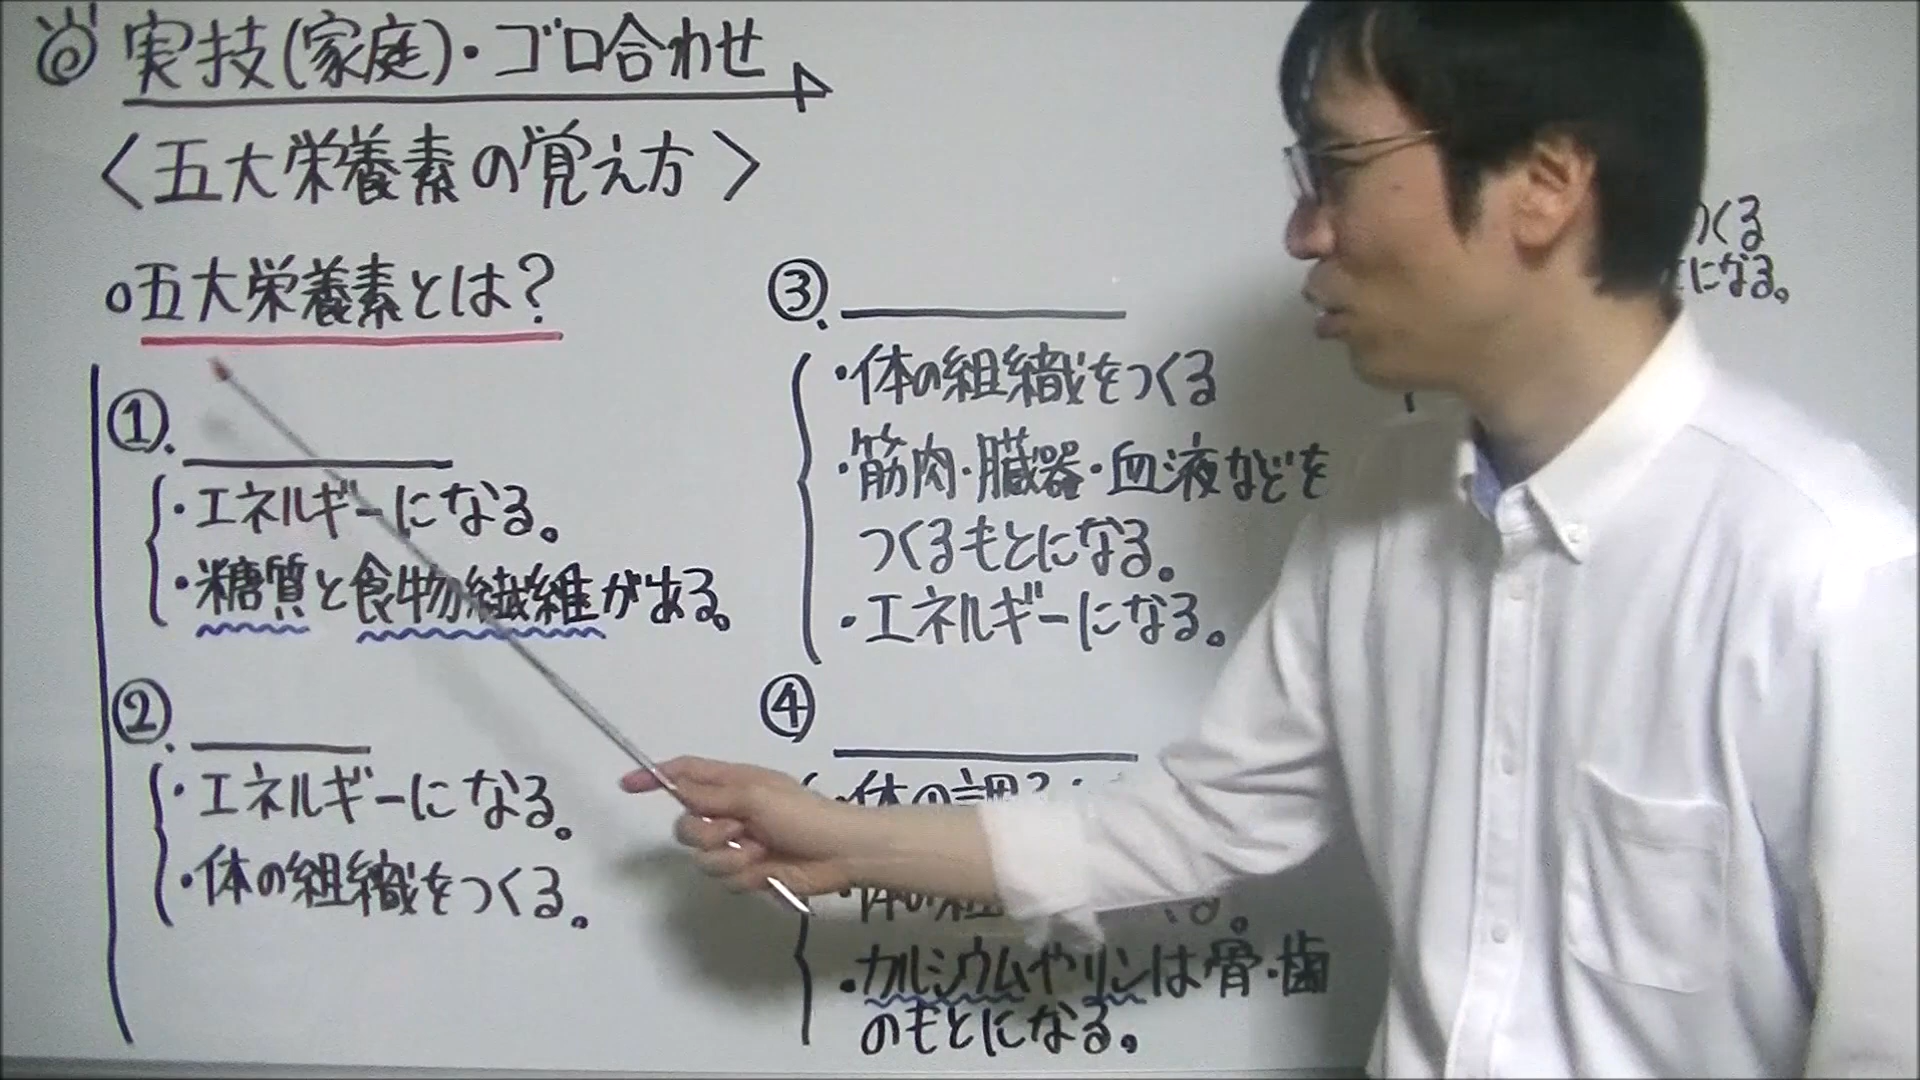 実技(家庭)・ゴロ合わせ
〈五大栄養素の覚え方〉
○五大栄養素とは?
①.
・エネルギーになる。
・糖質と食物繊維がある。
②.
・エネルギーになる。
・体の組織をつくる。
③.
・体の組織をつくる
・筋肉・臓器・血液などを
つくるもとになる。
・エネルギーになる。
④
・体の調
・体の組
・カルシウムやリンは骨・歯
のもとになる。
くる
になる。